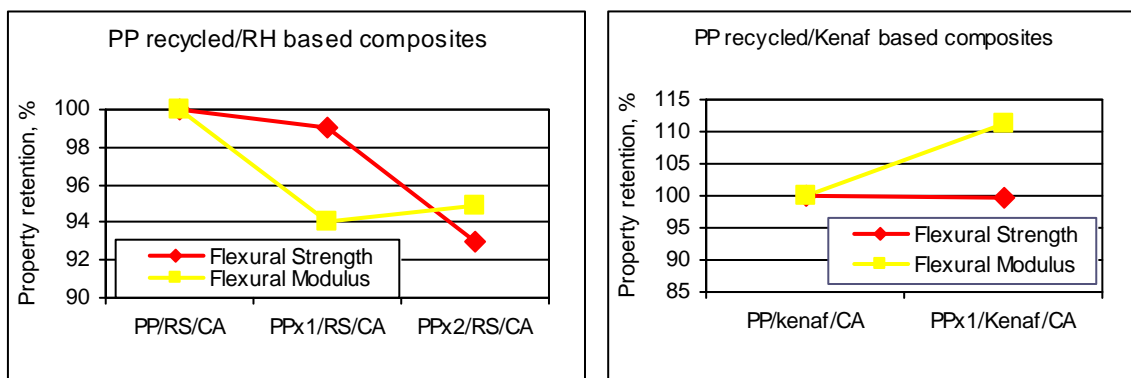 PP recycled/RH based composites
Property retention, %
100
98
96
94
92
90
Flexural Strength
Flexural Modulus
PP/RS/CA
PPx1/RS/CA
PPx2/RS/CA
PP recycled/Kenaf based composites
Property retention, %
115
110
105
100
95
90
85
Flexural Strength
Flexural Modulus
PP/kenaf/CA
PPx1/Kenaf/CA